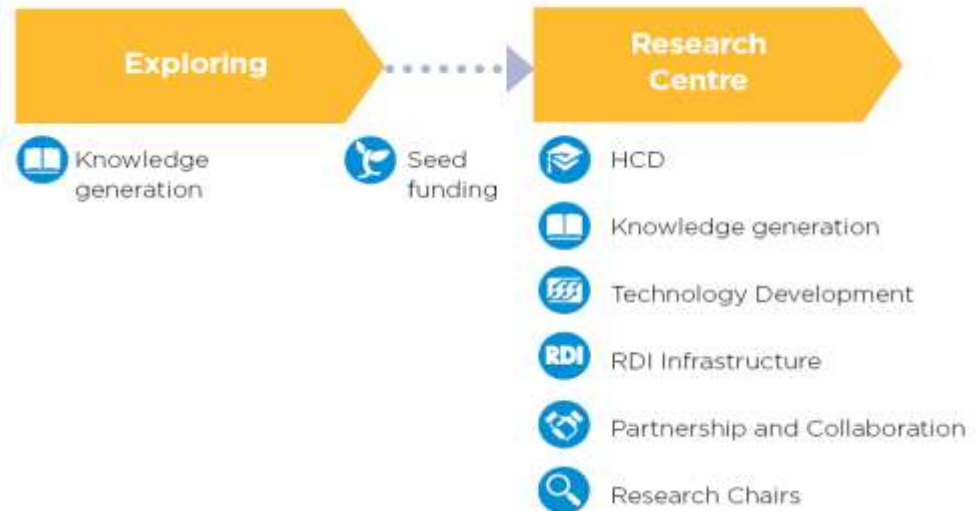 Exploring
Research
Centre
Knowledge
generation
Seed
funding
HCD
Knowledge generation
Technology Development
RDI
RDI Infrastructure
Partnership and Collaboration
Research Chairs